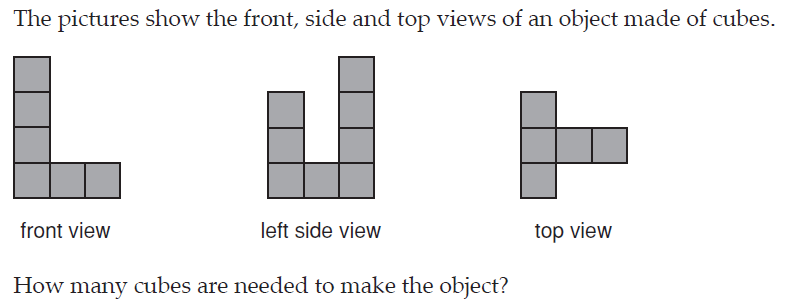 The pictures show the front, side and top views of an object made of cubes.
front view
left side view
top view
How many cubes are needed to make the object?